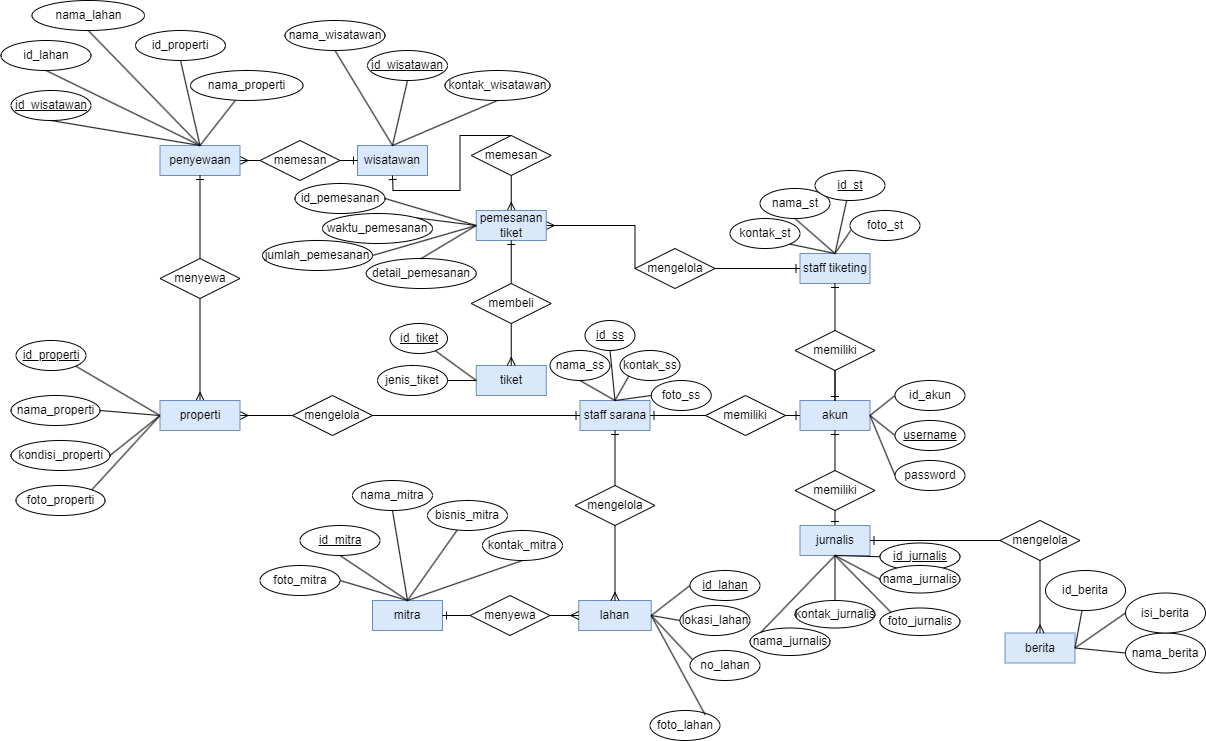 nama_lahan
id_lahan
id_properti
nama_properti
id_wisatawan
nama_wisatawan
id_wisatawan
kontak_wisatawan
penyewaan
memesan
wisatawan
memesan
id_pemesanan
waktu_pemesanan
jumlah_pemesanan
detail_pemesanan
pemesanan
tiket
id_st
nama_st
foto_st
kontak_st
mengelola
staff tiketing
menyewa
membeli
memiliki
id_tiket
jenis_tiket
tiket
id_ss
nama_ss
kontak_ss
foto_ss
id_properti
nama_properti
kondisi_properti
foto_properti
properti
mengelola
staff sarana
memiliki
akun
id_akun
username
password
mengelola
memiliki
nama_mitra
bisnis_mitra
id_mitra
kontak_mitra
foto_mitra
mitra
menyewa
lahan
id_lahan
lokasi_lahan
no_lahan
foto_lahan
jurnalis
id_jurnalis
nama_jurnalis
kontak_jurnalis
foto_jurnalis
nama_jurnalis
mengelola
id_berita
isi_berita
nama_berita
berita